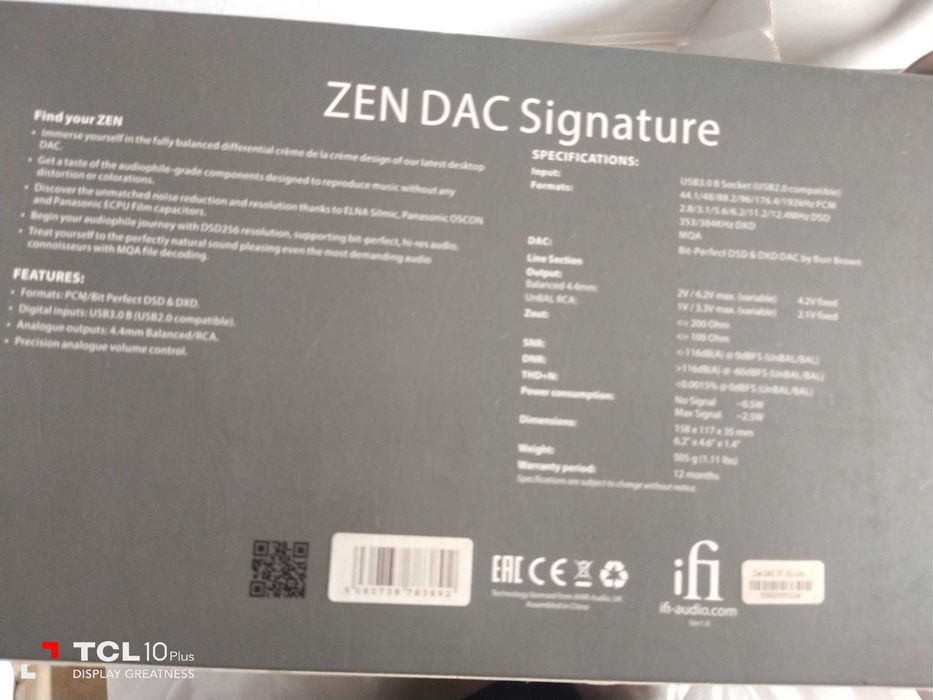 ZEN DAC Signature
Find your ZEN
• Immerse yourself in the fully balanced differential crème de la crème design of our latest desktop
DAC.
• Get a taste of the audiophile-grade components designed to reproduce music without any
distortion or colorations.
• Discover the unmatched noise reduction and resolution thanks to ELNA Silmic, Panasonic OSCON
and Panasonic ECPU Film capacitors.
• Begin your audiophile journey with DSD256 resolution, supporting bit-perfect, hi-res audio.
• Treat yourself to the perfectly natural sound pleasing even the most demanding audio
connoisseurs with MQA file decoding.
FEATURES:
• Formats: PCM/Bit Perfect DSD & DXD.
• Digital inputs: USB3.0 B (USB2.0 compatible).
• Analogue outputs: 4.4mm Balanced/RCA.
• Precision analogue volume control.
SPECIFICATIONS:
Input: USB3.0 B Socket (USB2.0 compatible)
Formats: 44.1/48/88.2/96/176.4/192kHz PCM
2.8/3.1/5.6/6.2/11.2/12.4MHz DSD
353/384KHz DXD
MQA
DAC: Bit-Perfect DSD & DXD DAC by Burr Brown
Line Section
Output:
Balanced 4.4mm: 2V / 6.2V max. (variable) 4.2V fixed
UnBAL RCA: 1V / 3.3V max. (variable) 2.1V fixed
Zout: <= 200 Ohm
<= 100 Ohm
SNR: <-116dB(A) @ 0dBFS (UnBAL/BAL)
DNR: >116dB(A) @ -60dBFS (UnBAL/BAL)
THD+N: <0.0015% @ 0dBFS (UnBAL/BAL)
Power consumption: No Signal ~0.5W
Max Signal ~2.5W
Dimensions: 158 x 117 x 35 mm
6.2" x 4.6" x 1.4"
Weight: 505 g (1.11 lbs)
Warranty period: 12 months
Specifications are subject to change without notice.
EAC CE
Technology licensed from AMR-Audio, UK
Assembled in China
ifi
ifi-audio.com
Ver1.0
TCL 10 Plus
DISPLAY GREATNESS